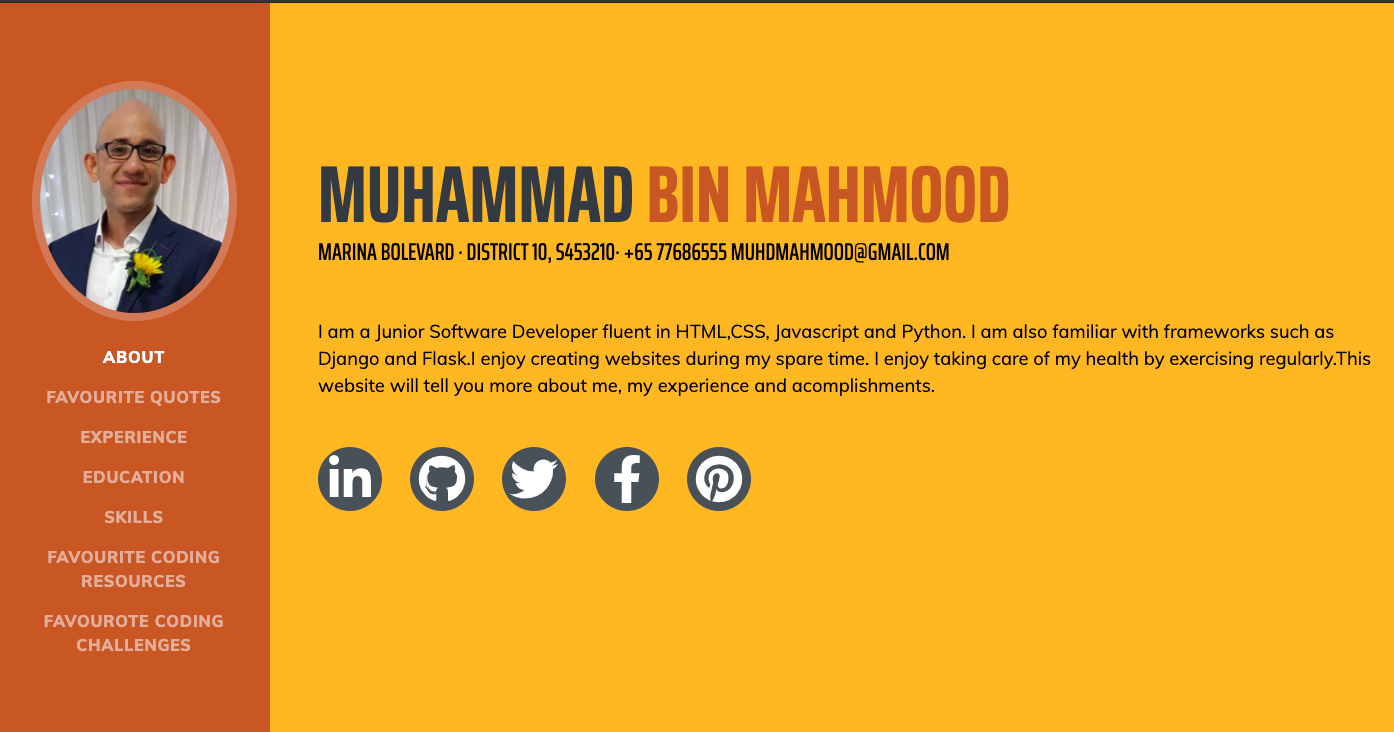 ABOUT
FAVOURITE QUOTES
EXPERIENCE
EDUCATION
SKILLS
FAVOURITE CODING
RESOURCES
FAVOUROTE CODING
CHALLENGES
MUHAMMAD BIN MAHMOOD
MARINA BOLEVARD · DISTRICT 10, S453210· +65 77686555 MUHDMAHMOOD@GMAIL.COM
I am a Junior Software Developer fluent in HTML,CSS, Javascript and Python. I am also familiar with frameworks such as
Django and Flask.I enjoy creating websites during my spare time. I enjoy taking care of my health by exercising regularly.This
website will tell you more about me, my experience and acomplishments.
in